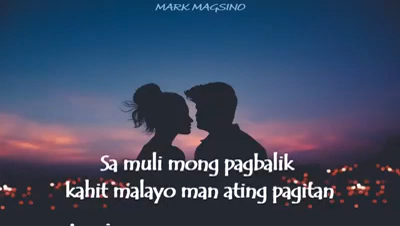 MARK MAGSINO
Sa muli mong pagbalik
kahit malayo man ating pagitan